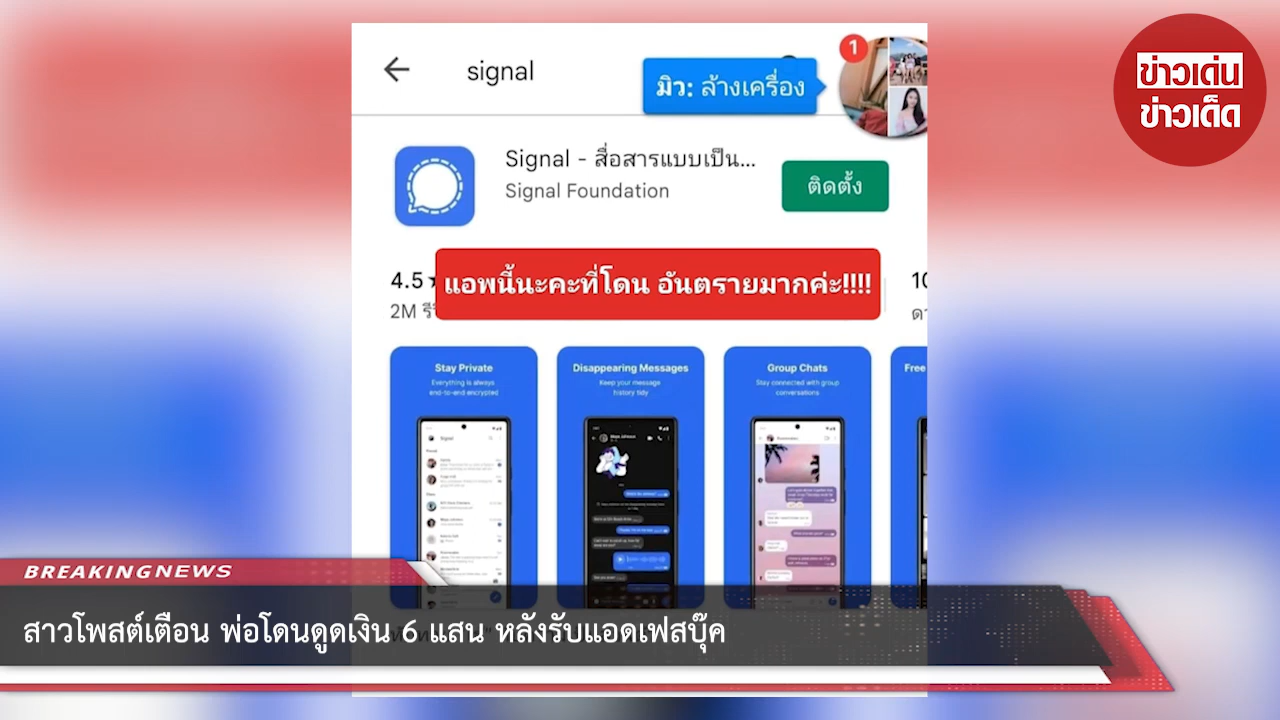 signal
มิว: ล้างเครื่อง
1
ข่าวเด่น
ข่าวเด็ด
Signal - สื่อสารแบบเป็น...
Signal Foundation
ติดตั้ง
แอพนี้นะคะที่โดน อันตรายมากค่ะ!!!!
4.5
2M
10
Stay Private
Everything is always
end-to-end encrypted
Disappearing Messages
Keep your message
history tidy
Group Chats
Stay connected with group
conversations
Free
BREAKING NEWS
สาวโพสต์เตือน พ่อโดนดูดเงิน 6 แสน หลังรับแอดเฟสบุ๊ค